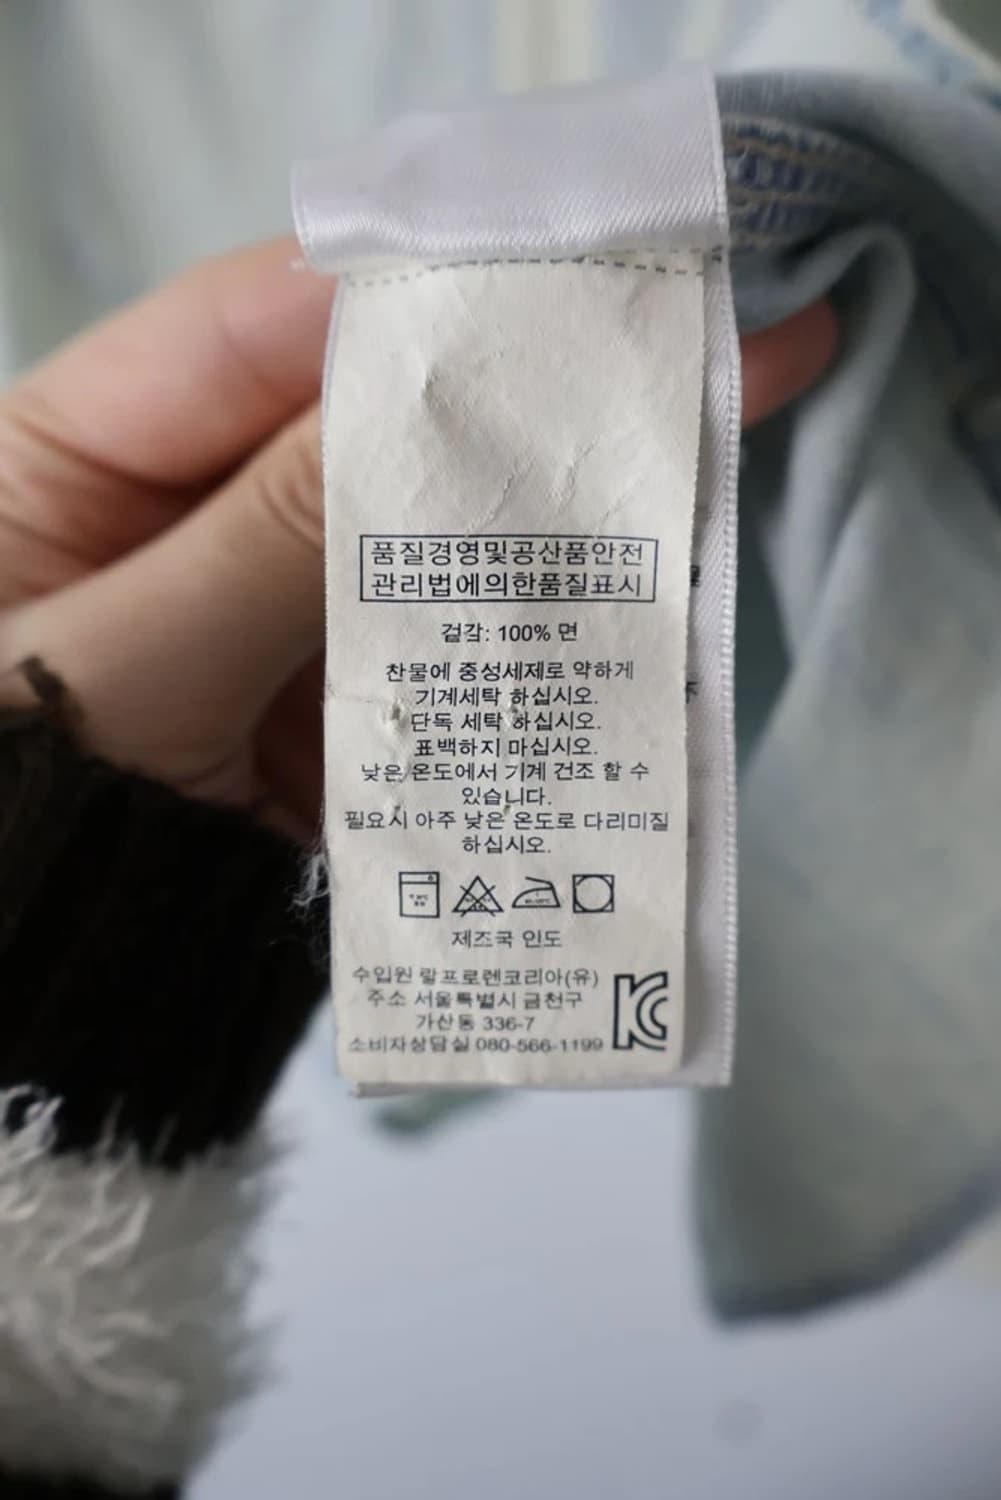 품질경영및공산품안전
관리법에의한품질표시
겉감: 100% 면
찬물에 중성세제로 약하게
기계세탁 하십시오.
단독 세탁 하십시오.
표백하지 마십시오.
낮은 온도에서 기계 건조 할 수
있습니다.
필요시 아주 낮은 온도로 다리미질
하십시오.
제조국 인도
수입원 랄프로렌코리아(유)
주소 서울특별시 금천구
가산동 336-7
소비자상담실 080-566-1199
KC